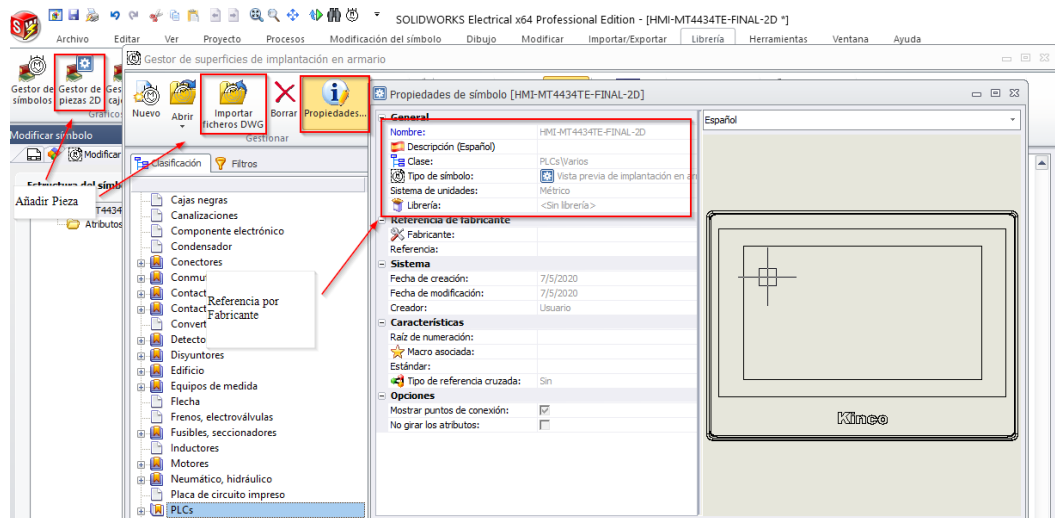 SOLIDWORKS Electrical x64 Professional Edition - [HMI-MT4434TE-FINAL-2D *]
Archivo Editar Ver Proyecto Procesos Modificación del símbolo Dibujo Modificar Importar/Exportar Librería Herramientas Ventana Ayuda
Gestor de símbolos
Gestor de piezas 2D
Gráfico
Gestor de superficies de implantación en armario
Nuevo
Abrir
Importar ficheros DWG
Borrar
Propiedades...
Gestionar
Modificar símbolo
Modificar
Añadir Pieza
Atributos
Clasificación
Filtros
Cajas negras
Canalizaciones
Componente electrónico
Condensador
Conectores
Conmu
Contact
Contact
Convert
Detecto
Disyuntores
Edificio
Equipos de medida
Flecha
Frenos, electroválvulas
Fusibles, seccionadores
Inductores
Motores
Neumático, hidráulico
Placa de circuito impreso
PLCs
Referencia por
Fabricante
Propiedades de símbolo [HMI-MT4434TE-FINAL-2D]
General
Nombre: HMI-MT4434TE-FINAL-2D
Descripción (Español)
Clase: PLCs\Varios
Tipo de símbolo: Vista previa de implantación en ar
Sistema de unidades: Métrico
Librería: <Sin librería>
Referencia de fabricante
Fabricante:
Referencia:
Sistema
Fecha de creación: 7/5/2020
Fecha de modificación: 7/5/2020
Creador: Usuario
Características
Raíz de numeración:
Macro asociada:
Estándar:
Tipo de referencia cruzada: Sin
Opciones
Mostrar puntos de conexión:
No girar los atributos:
Español
Kinco